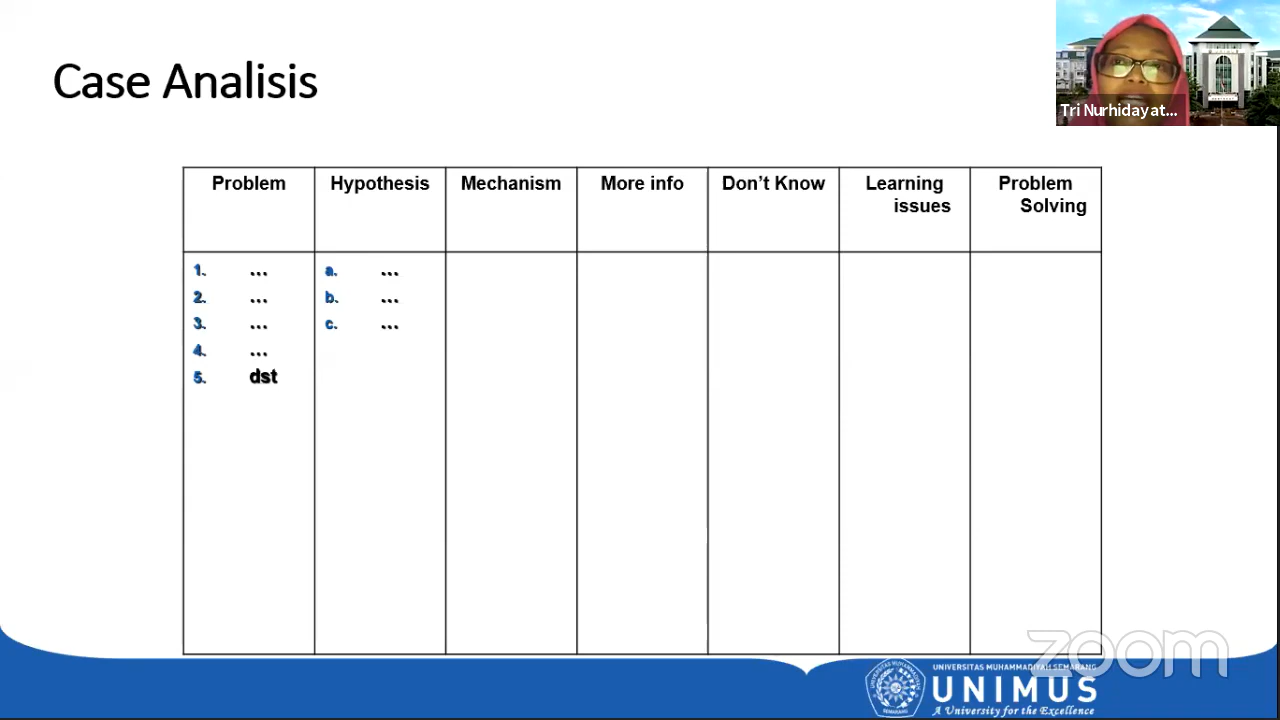 Case Analisis
Tri Nurhidayat...
Problem
Hypothesis
Mechanism
More info
Don’t Know
Learning
issues
Problem
Solving
1. ...
2. ...
3. ...
4. ...
5. dst
a. ...
b. ...
c. ...
zoom
UNIVERSITAS MUHAMMADIYAH SEMARANG
UNIMUS
A University for the Excellence